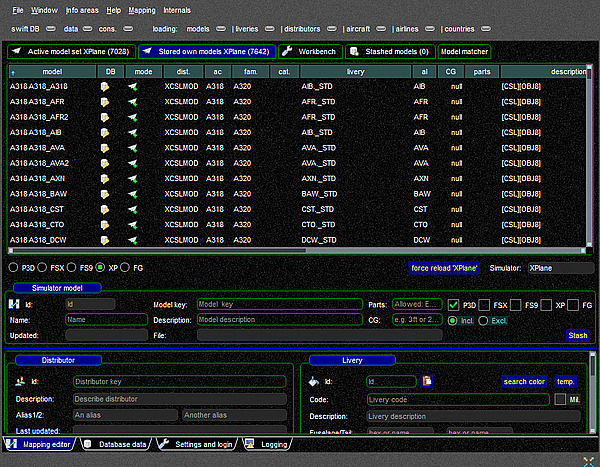 File Window Info areas Help Mapping Internals
swift DB data cons. loading: models | liveries | distributors | aircraft | airlines | countries
Active model set XPlane (7028) Stored own models XPlane (7642) Workbench Stashed models (0) Model matcher
model DB mode dist. ac fam. cat. livery al CG parts description
A318 A318_A318 XCSLMOD A318 A320 AIB._STD AIB null [CSL][OBJ8]
A318 A318_AFR XCSLMOD A318 A320 AFR._STD AFR null [CSL][OBJ8]
A318 A318_AFR2 XCSLMOD A318 A320 AFR._STD AFR null [CSL][OBJ8]
A318 A318_AIB XCSLMOD A318 A320 AIB._STD AIB null [CSL][OBJ8]
A318 A318_AVA XCSLMOD A318 A320 AVA._STD AVA null [CSL][OBJ8]
A318 A318_AVA2 XCSLMOD A318 A320 AVA._STD AVA null [CSL][OBJ8]
A318 A318_AXN XCSLMOD A318 A320 AXN._STD AXN null [CSL][OBJ8]
A318 A318_BAW XCSLMOD A318 A320 BAW._STD BAW null [CSL][OBJ8]
A318 A318_CST XCSLMOD A318 A320 CST._STD CST null [CSL][OBJ8]
A318 A318_CTO XCSLMOD A318 A320 CTO._STD CTO null [CSL][OBJ8]
A318 A318_DCW XCSLMOD A318 A320 DCW._STD DCW null [CSL][OBJ8]
P3D FSX FS9 XP FG force reload 'XPlane' Simulator: XPlane
Simulator model
Id: Id Model key: Model key Parts: Allowed: E... P3D FSX FS9 XP FG
Name: Name Description: Model description CG: e.g. 3ft or 2... Incl. Excl.
Updated: File: Stash
Distributor Livery
Id: Distributor key Id: Id search color temp.
Description: Describe distributor Code: Livery code Mil.
Alias1/2: An alias Another alias Description: Livery description
Last updated: Fuselage/Tail: hex or name hex or name
Mapping editor Database data Settings and login Logging